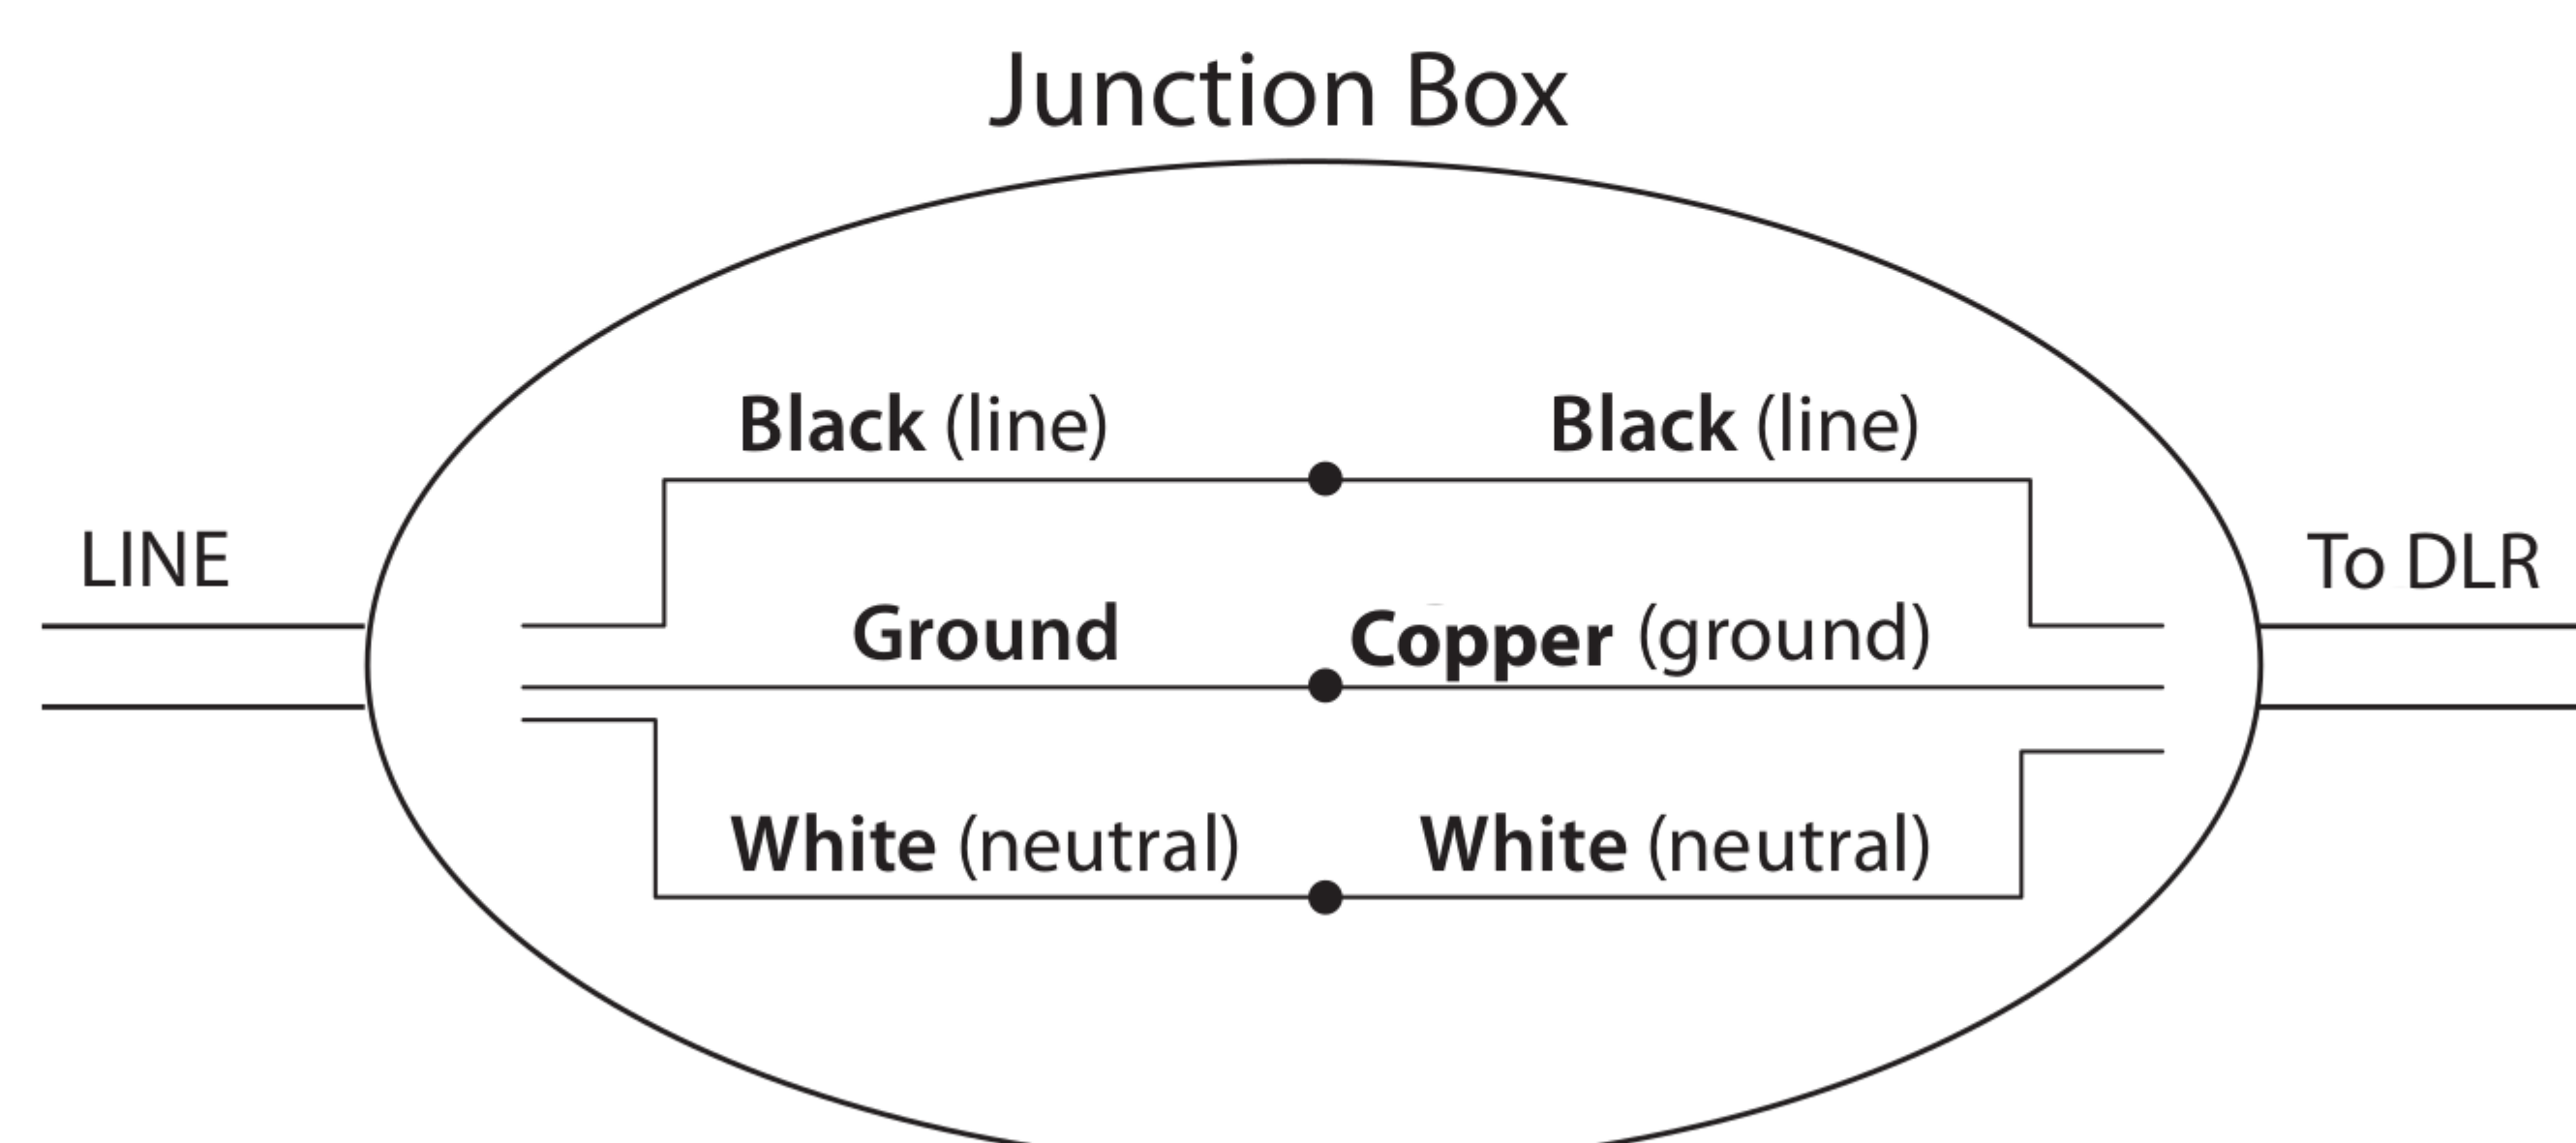 Junction Box
Black (line) Black (line)
LINE To DLR
Ground Copper (ground)
White (neutral) White (neutral)